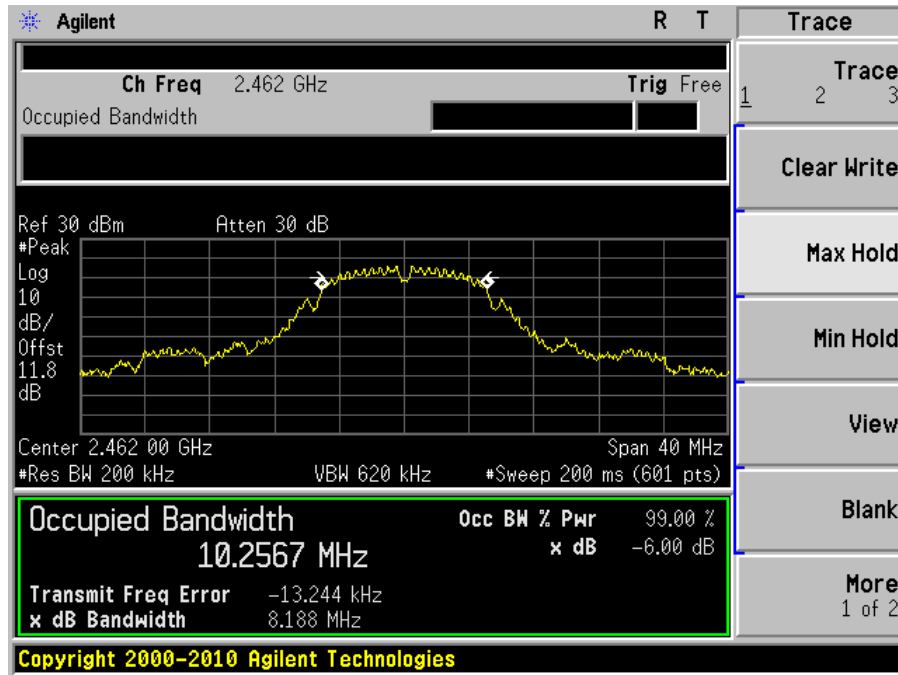 Agilent R T Trace
Ch Freq 2.462 GHz Trig Free
Occupied Bandwidth
Trace
1 2 3
Clear Write
Max Hold
Min Hold
View
Blank
More
1 of 2
Ref 30 dBm Atten 30 dB
#Peak
Log
10
dB/
Offst
11.8
dB
Center 2.462 00 GHz Span 40 MHz
#Res BW 200 kHz VBW 620 kHz #Sweep 200 ms (601 pts)
Occupied Bandwidth Occ BW % Pwr 99.00 %
10.2567 MHz x dB -6.00 dB
Transmit Freq Error -13.244 kHz
x dB Bandwidth 8.188 MHz
Copyright 2000-2010 Agilent Technologies